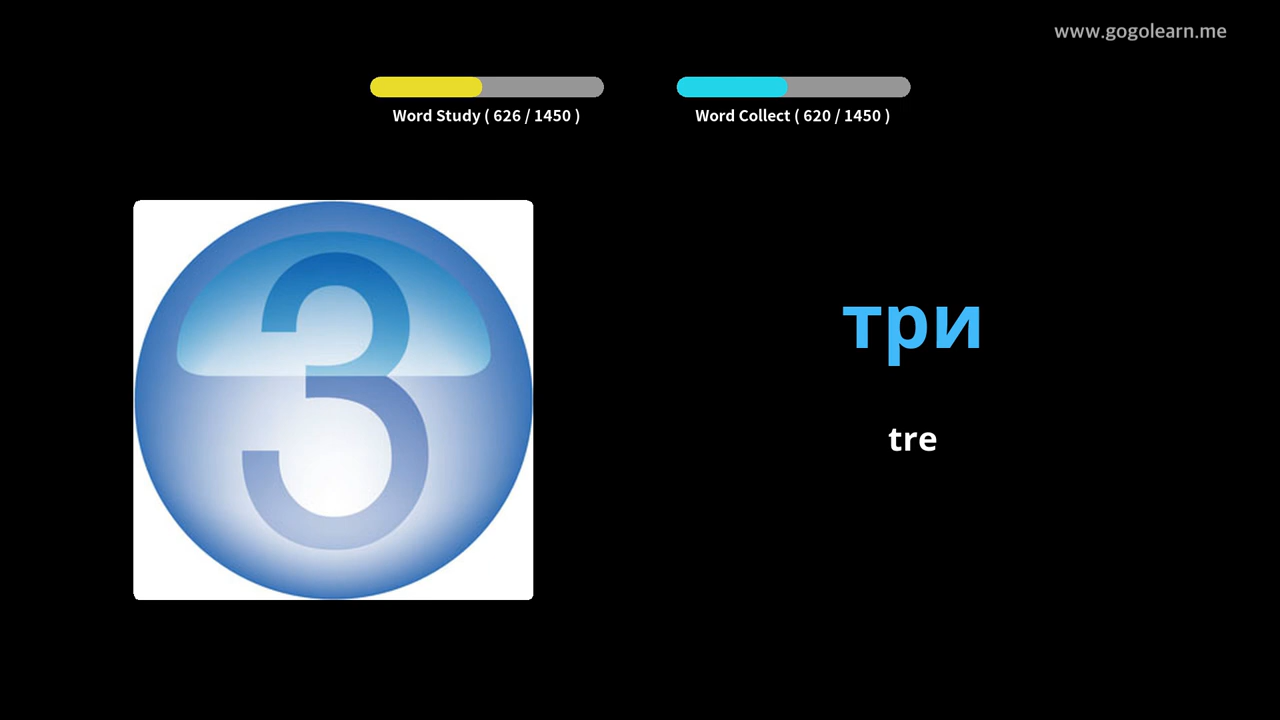 www.gogolearn.me
Word Study ( 626 / 1450 )
Word Collect ( 620 / 1450 )
3
три
tre